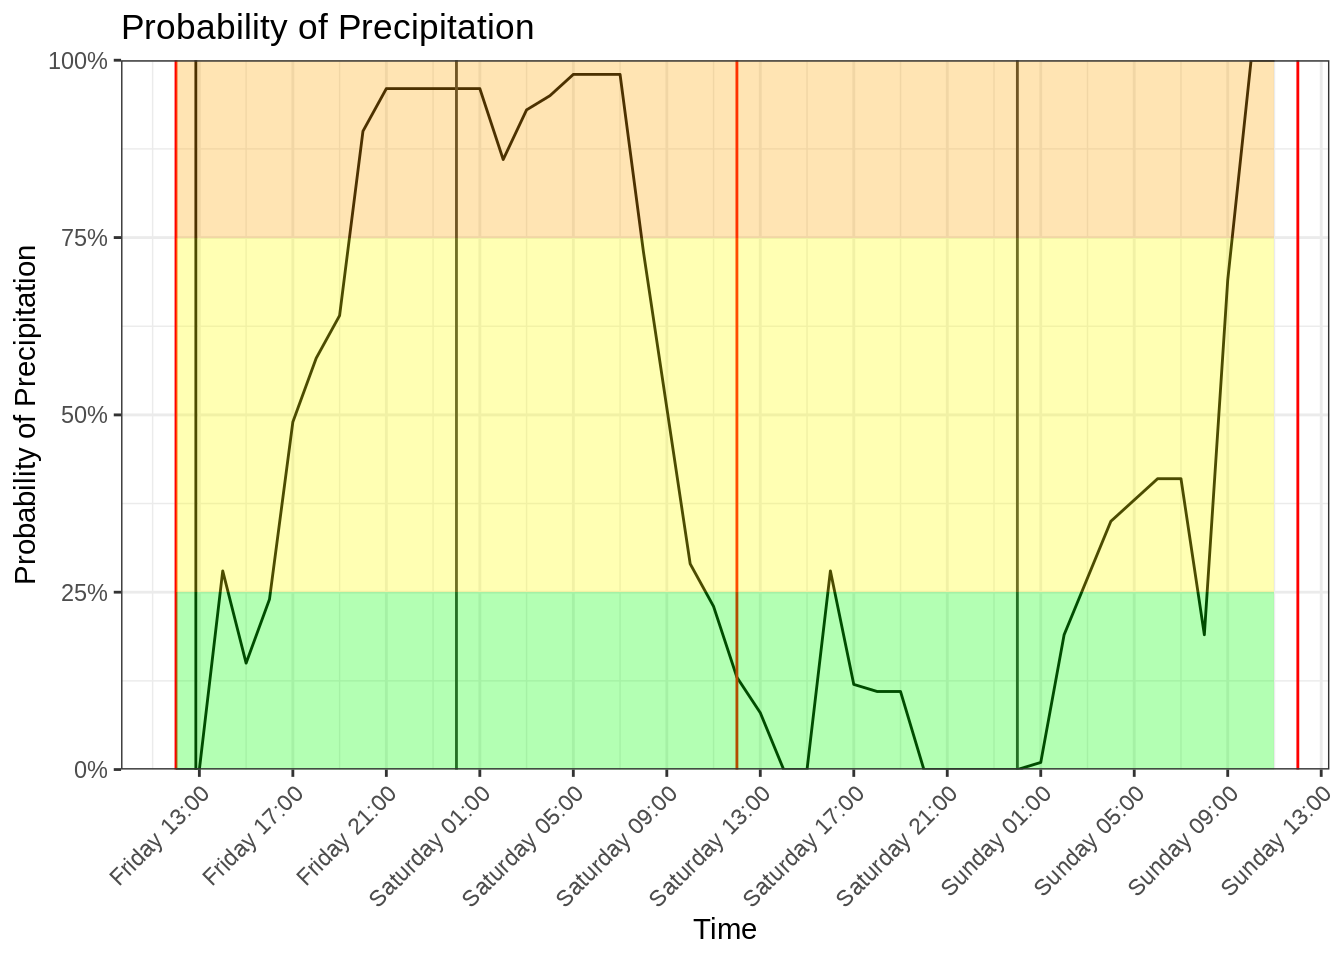 Probability of Precipitation
Probability of Precipitation
100%
75%
50%
25%
0%
Friday 13:00
Friday 17:00
Friday 21:00
Saturday 01:00
Saturday 05:00
Saturday 09:00
Saturday 13:00
Saturday 17:00
Saturday 21:00
Sunday 01:00
Sunday 05:00
Sunday 09:00
Sunday 13:00
Time